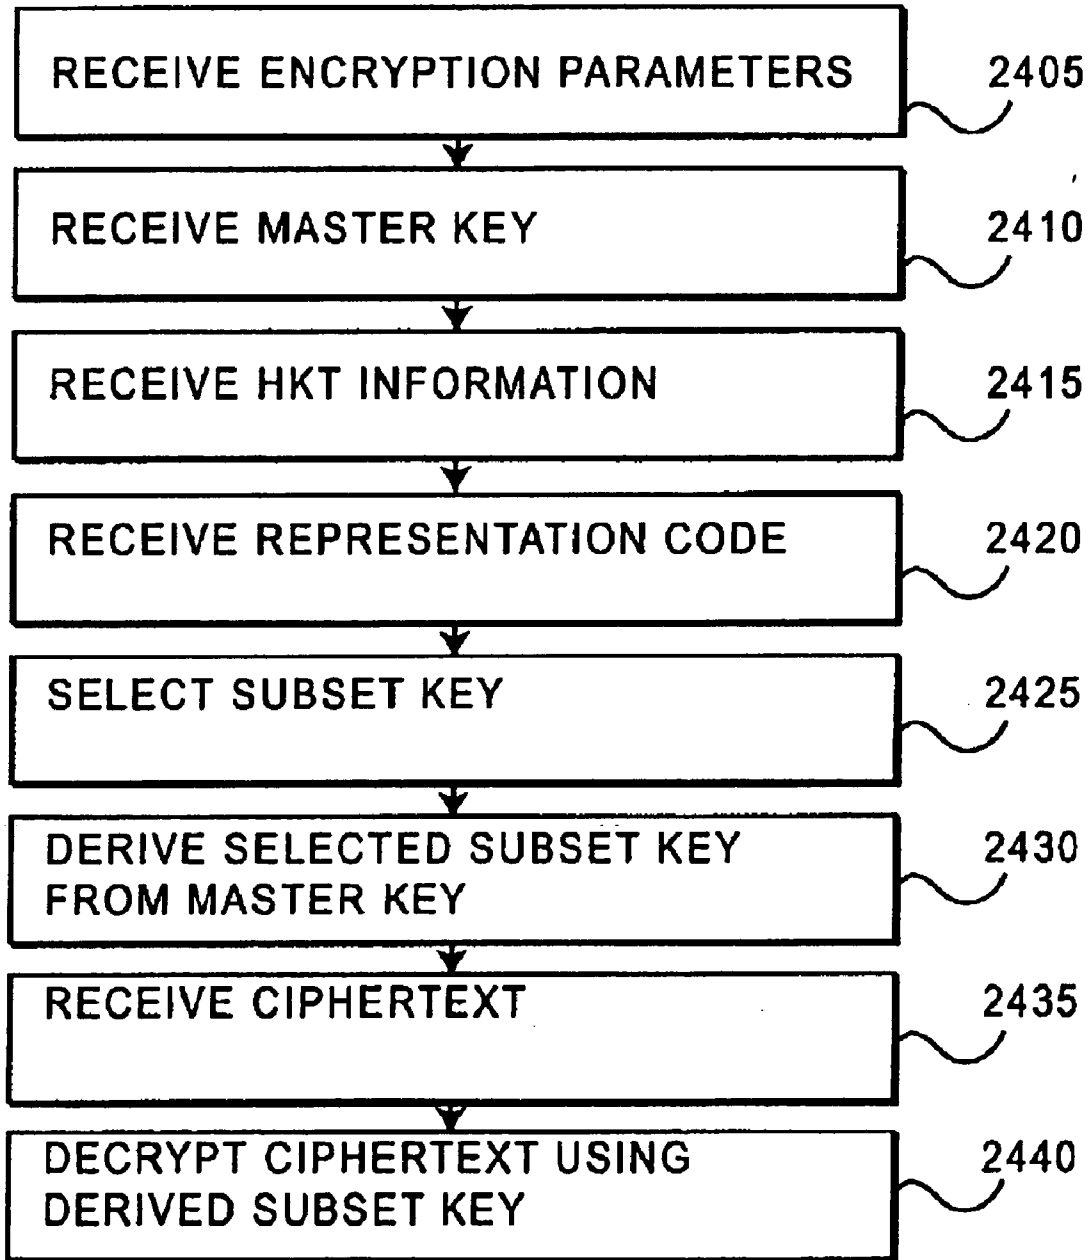 RECEIVE ENCRYPTION PARAMETERS
2405
RECEIVE MASTER KEY
2410
RECEIVE HKT INFORMATION
2415
RECEIVE REPRESENTATION CODE
2420
SELECT SUBSET KEY
2425
DERIVE SELECTED SUBSET KEY
FROM MASTER KEY
2430
RECEIVE CIPHERTEXT
2435
DECRYPT CIPHERTEXT USING
DERIVED SUBSET KEY
2440